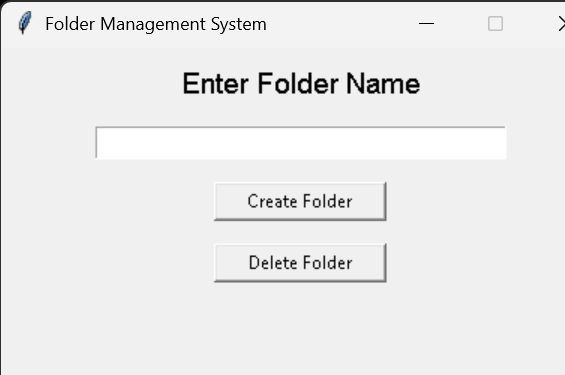 Folder Management System
Enter Folder Name
Create Folder
Delete Folder